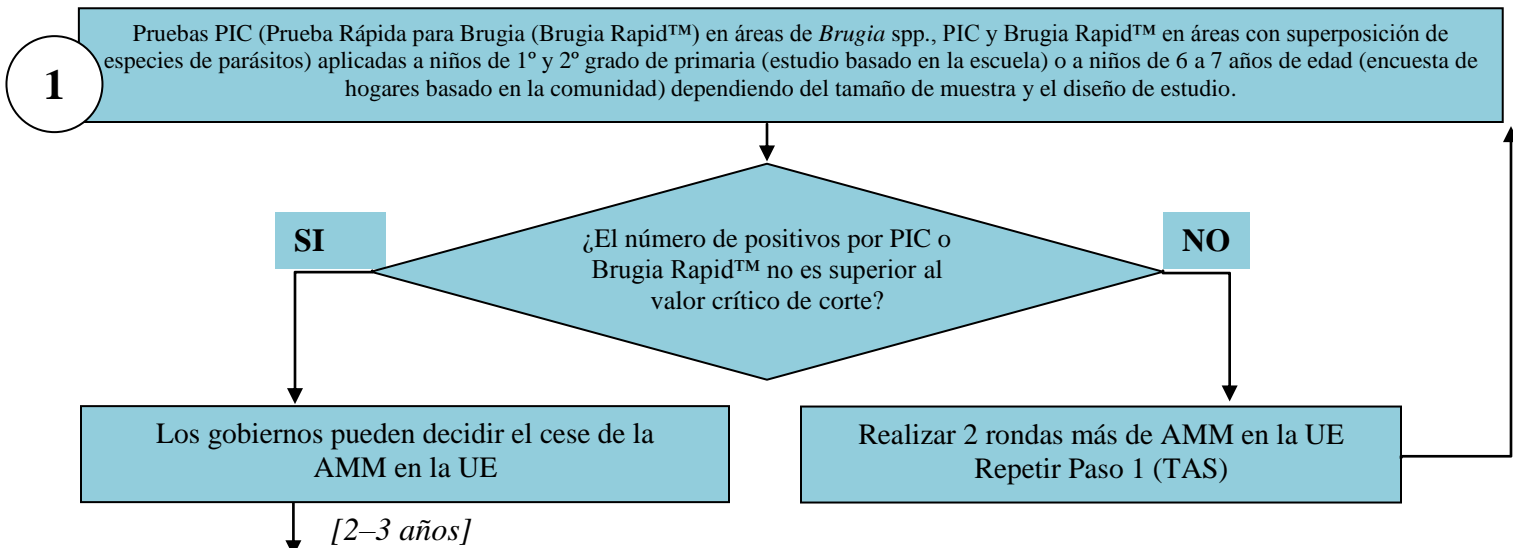 Pruebas PIC (Prueba Rápida para Brugia (Brugia Rapid™) en áreas de Brugia spp., PIC y Brugia Rapid™ en áreas con superposición de
especies de parásitos) aplicadas a niños de 1º y 2º grado de primaria (estudio basado en la escuela) o a niños de 6 a 7 años de edad (encuesta de
hogares basado en la comunidad) dependiendo del tamaño de muestra y el diseño de estudio.
1
SI
¿El número de positivos por PIC o
Brugia Rapid™ no es superior al
valor crítico de corte?
NO
Los gobiernos pueden decidir el cese de la
AMM en la UE
Realizar 2 rondas más de AMM en la UE
Repetir Paso 1 (TAS)
[2–3 años]